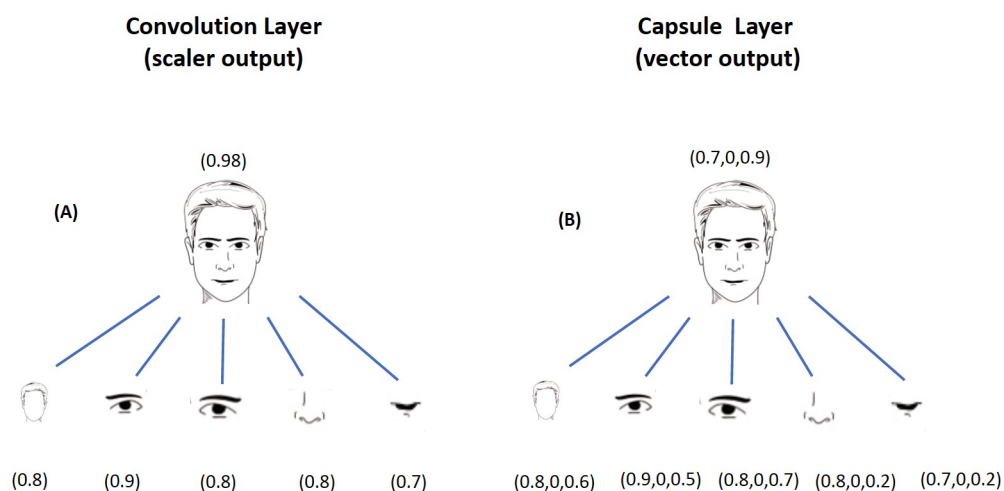 Convolution Layer
(scaler output)
(0.98)
(A)
(0.8)
(0.9)
(0.8)
(0.8)
(0.7)
Capsule Layer
(vector output)
(0.7,0,0.9)
(B)
(0.8,0,0.6)
(0.9,0,0.5)
(0.8,0,0.7)
(0.8,0,0.2)
(0.7,0,0.2)